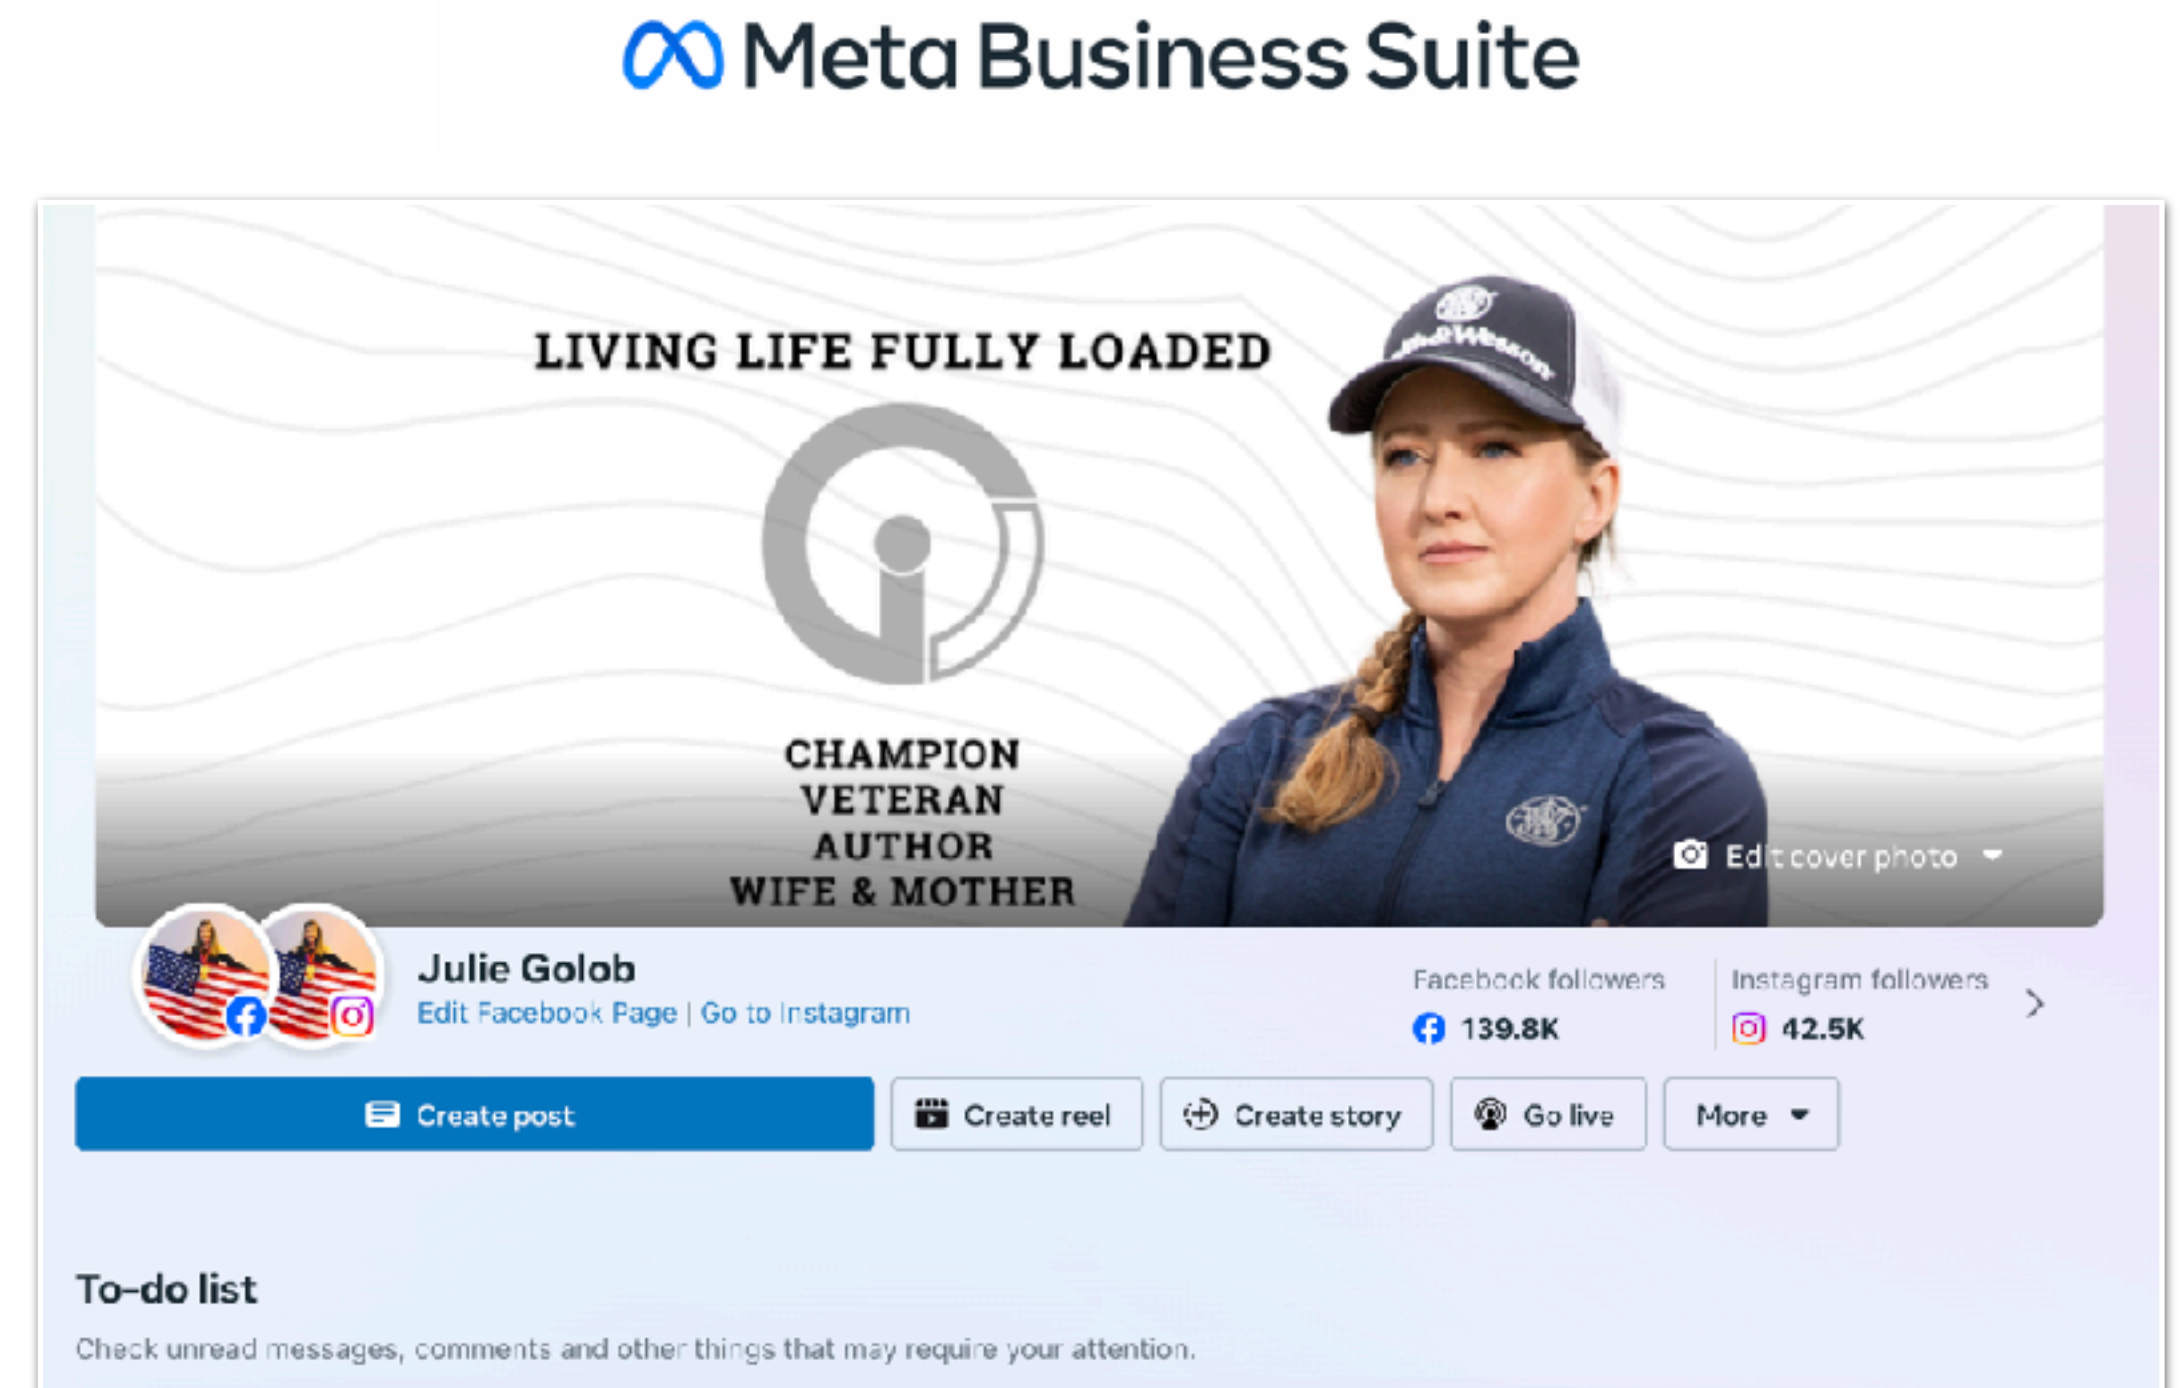 Meta Business Suite
LIVING LIFE FULLY LOADED
CHAMPION
VETERAN
AUTHOR
WIFE & MOTHER
Edit cover photo
Julie Golob
Edit Facebook Page | Go to Instagram
Facebook followers
139.8K
Instagram followers
42.5K
Create post
Create reel
Create story
Go live
More
To-do list
Check unread messages, comments and other things that may require your attention.